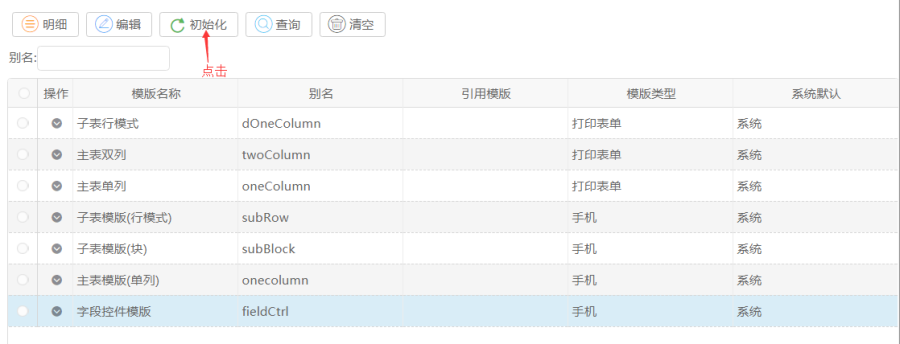 明细 编辑 初始化 查询 清空
别名:
点击
操作 模版名称 别名 引用模版 模版类型 系统默认
子表行模式 dOneColumn 打印表单 系统
主表双列 twoColumn 打印表单 系统
主表单列 oneColumn 打印表单 系统
子表模版(行模式) subRow 手机 系统
子表模版(块) subBlock 手机 系统
主表模版(单列) onecolumn 手机 系统
字段控件模版 fieldCtrl 手机 系统